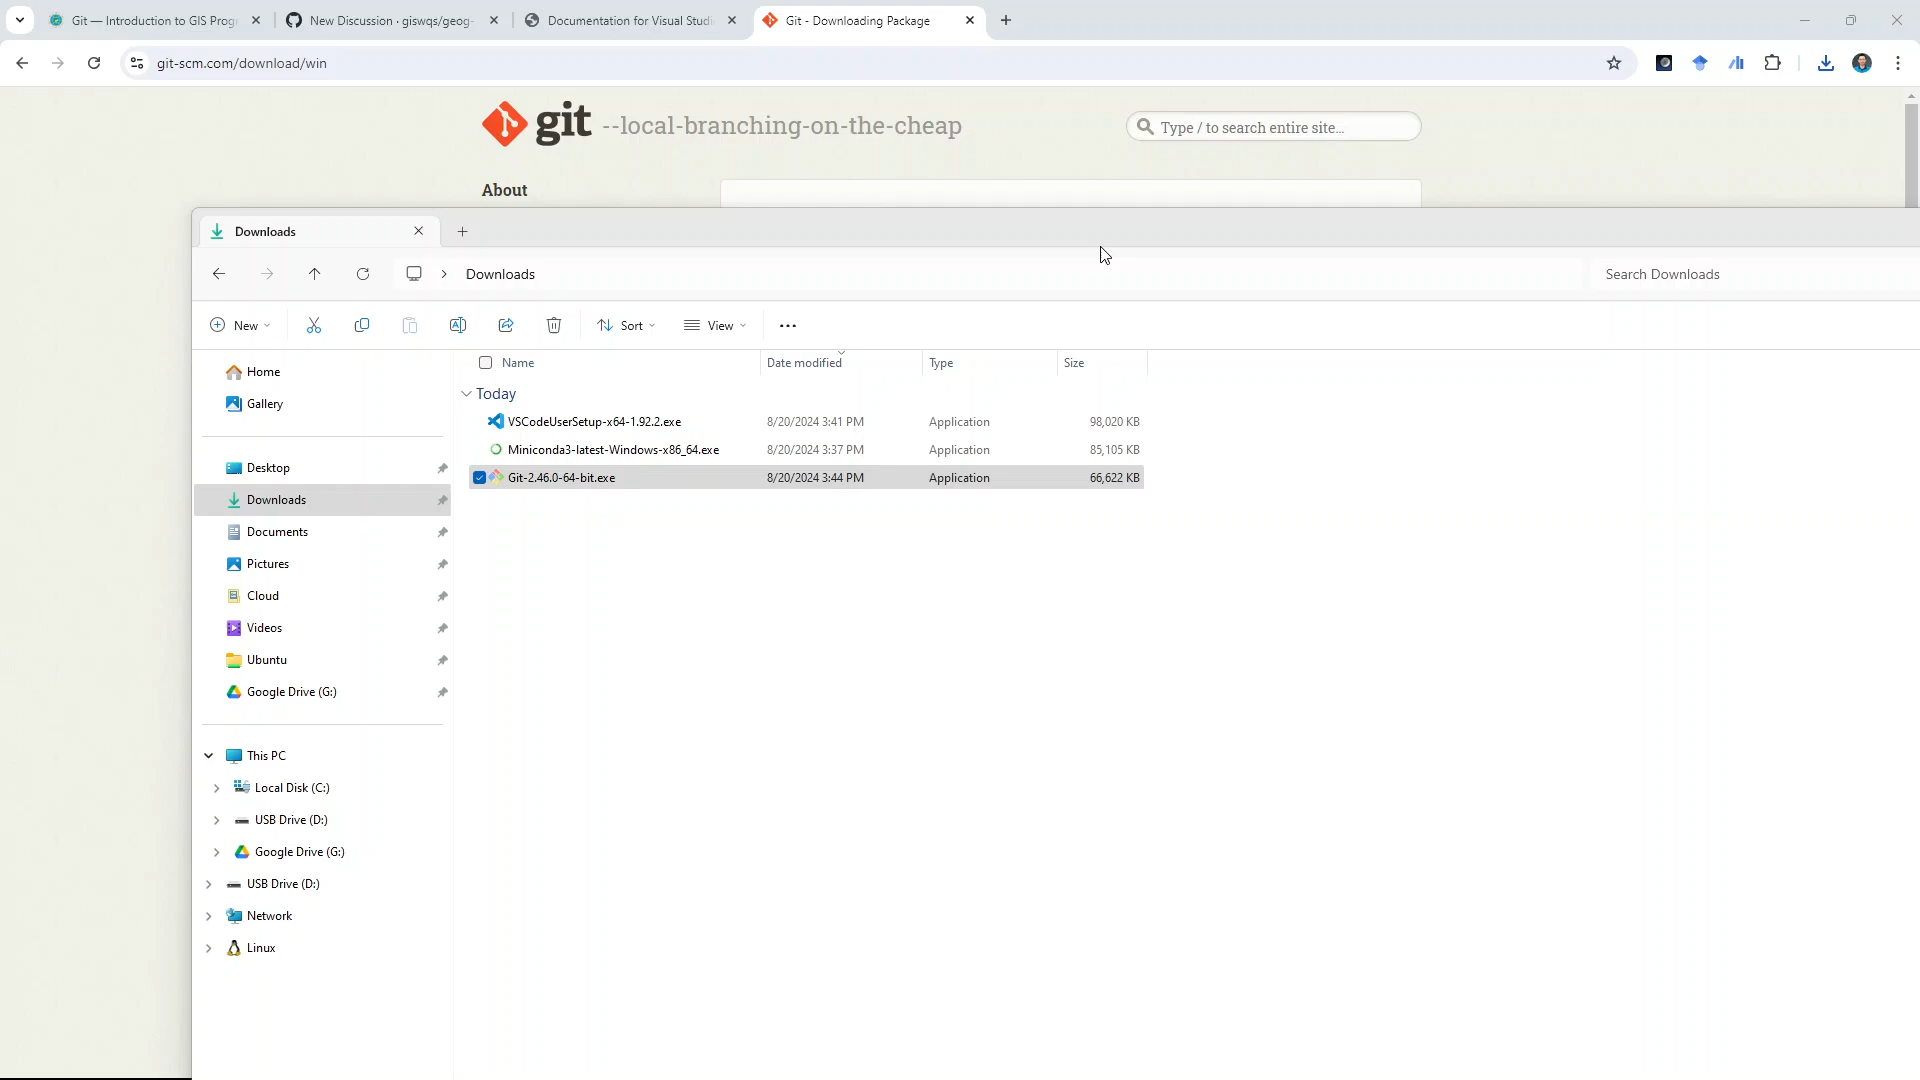 Git — Introduction to GIS Prog
New Discussion · giswqs/geog-
Documentation for Visual Studi
Git - Downloading Package
git-scm.com/download/win
git --local-branching-on-the-cheap
Type / to search entire site...
About
Downloads
Downloads
Search Downloads
New
Sort
View
Name
Date modified
Type
Size
Home
Gallery
Desktop
Downloads
Documents
Pictures
Cloud
Videos
Ubuntu
Google Drive (G:)
This PC
Local Disk (C:)
USB Drive (D:)
Google Drive (G:)
USB Drive (D:)
Network
Linux
Today
VSCodeUserSetup-x64-1.92.2.exe 8/20/2024 3:41 PM Application 98,020 KB
Miniconda3-latest-Windows-x86_64.exe 8/20/2024 3:37 PM Application 85,105 KB
Git-2.46.0-64-bit.exe 8/20/2024 3:44 PM Application 66,622 KB